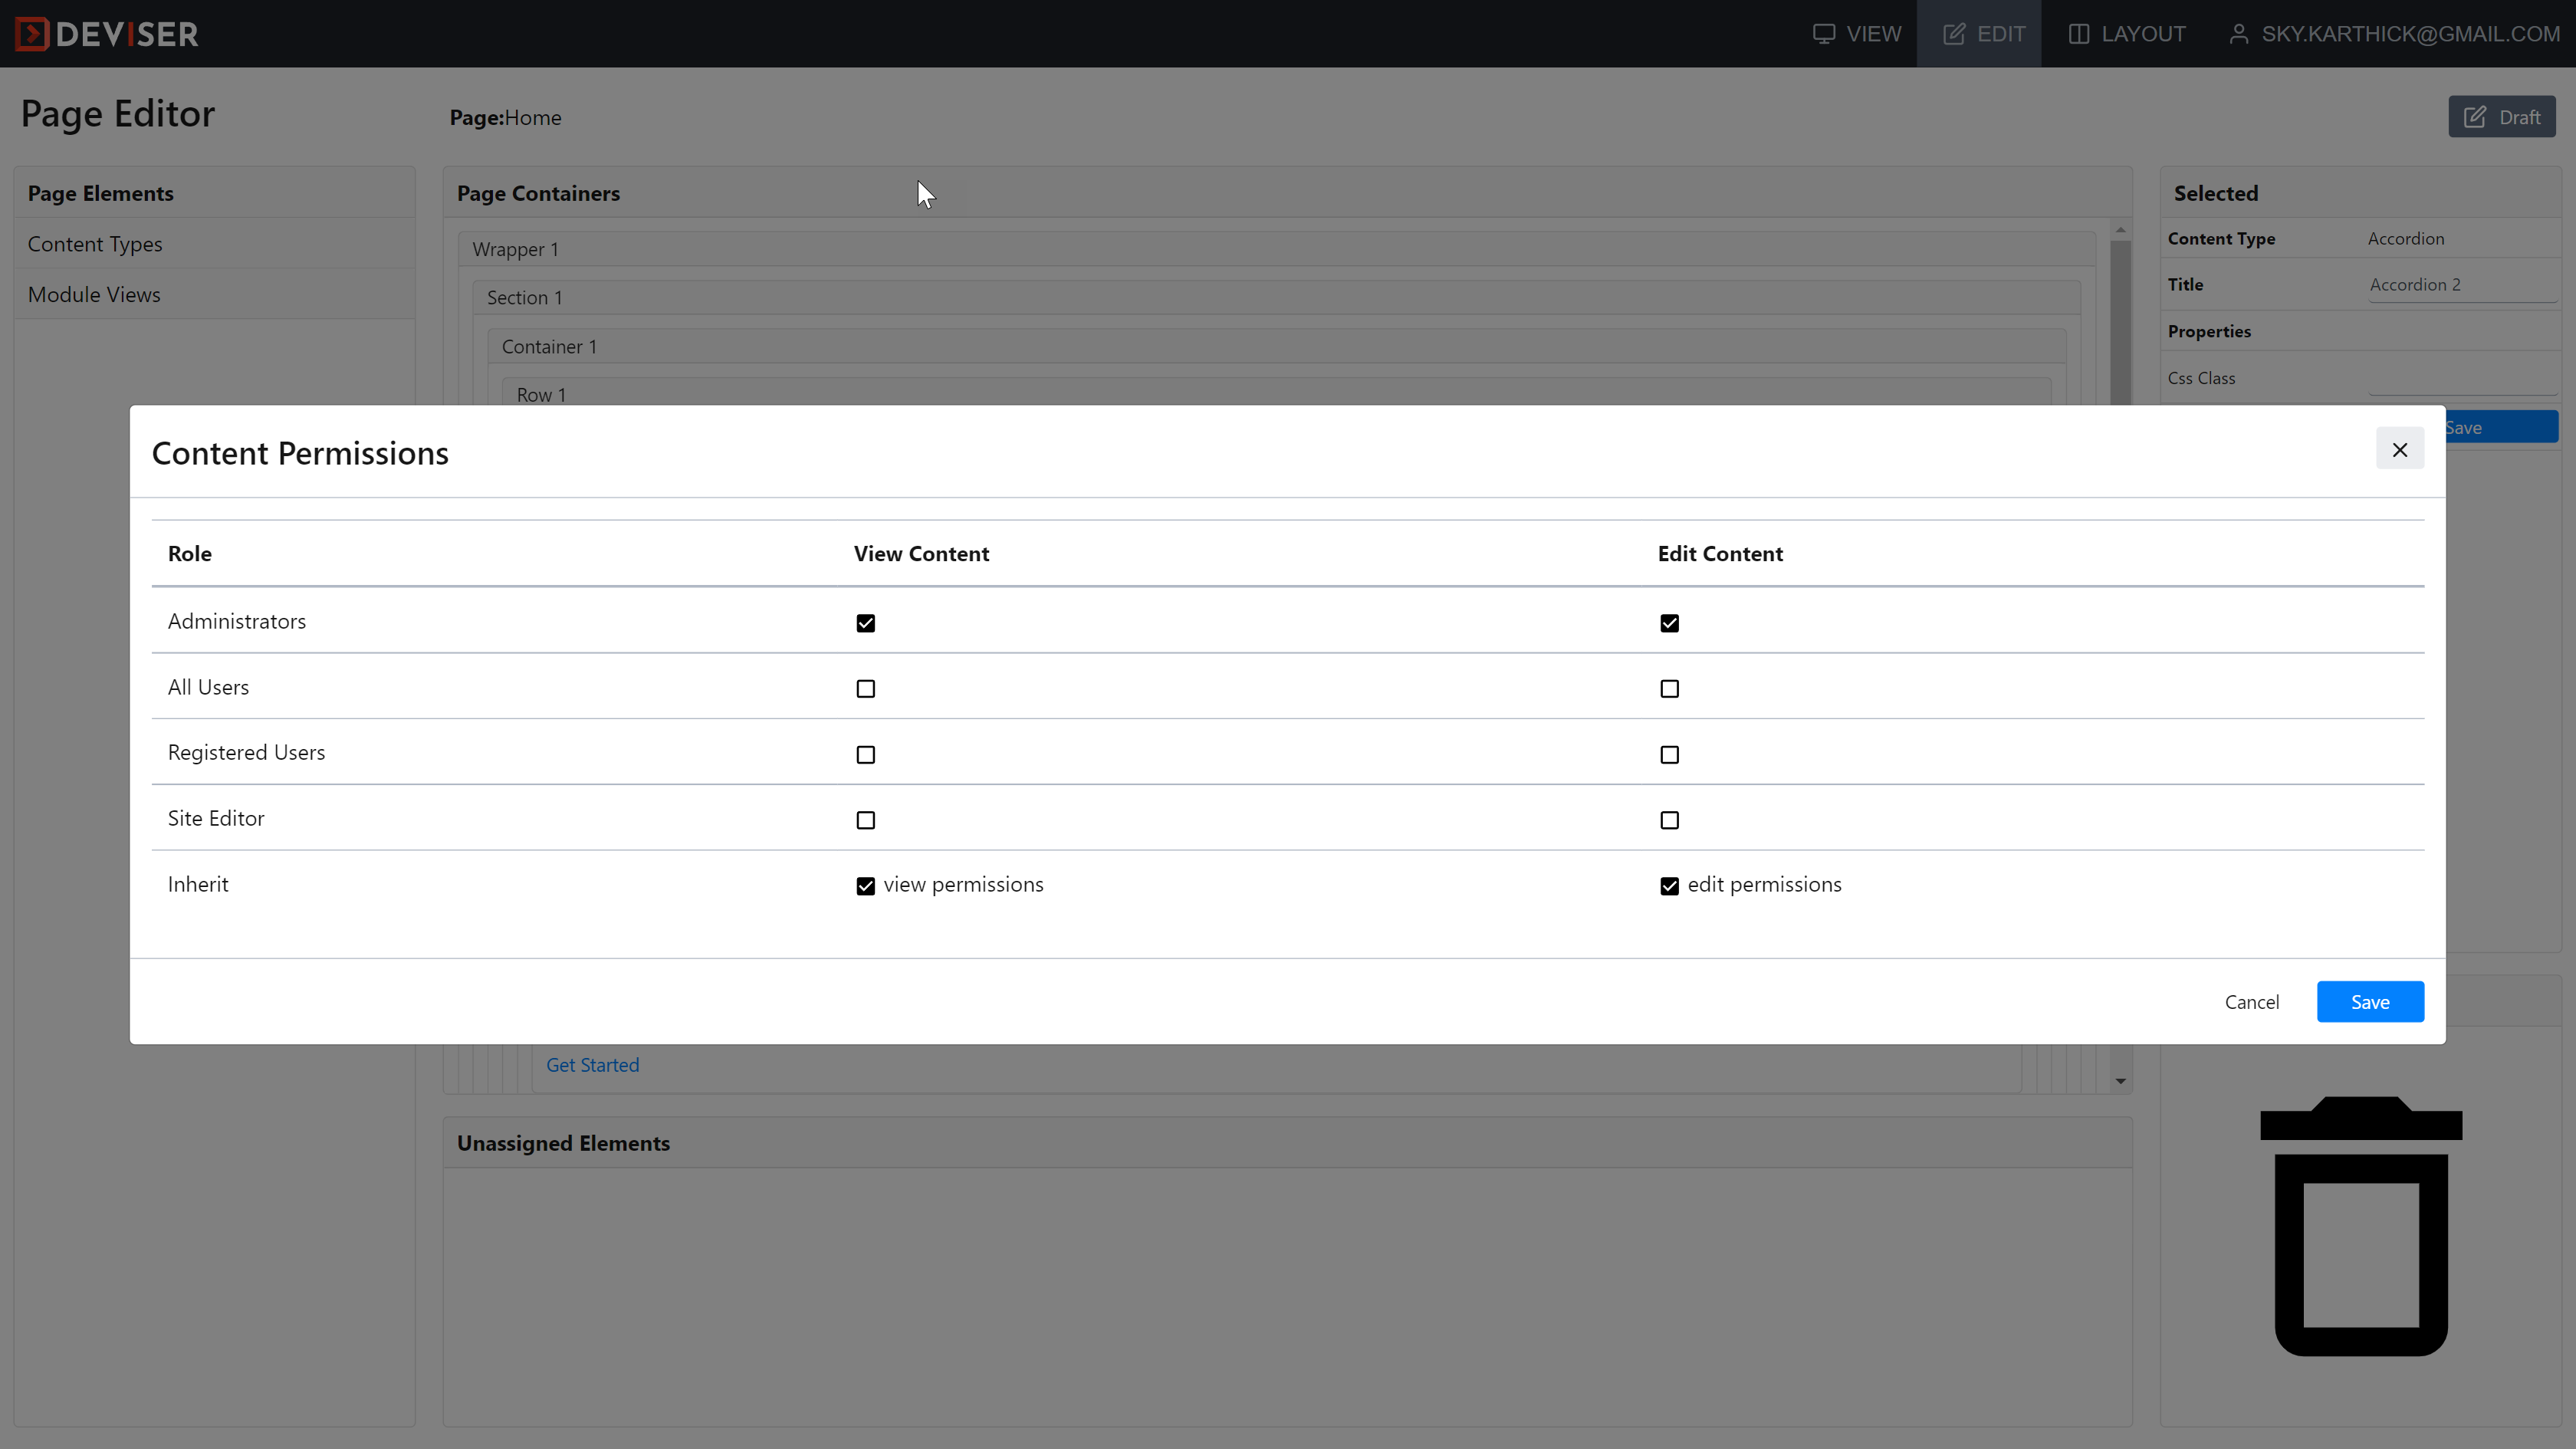 DEVISER
VIEW
EDIT
LAYOUT
SKY.KARTHICK@GMAIL.COM
Page Editor
Page:Home
Draft
Page Elements
Content Types
Module Views
Page Containers
Wrapper 1
Section 1
Container 1
Row 1
Selected
Content Type Accordion
Title Accordion 2
Properties
Css Class
Save
Content Permissions
Role View Content Edit Content
Administrators
All Users
Registered Users
Site Editor
Inherit view permissions edit permissions
Cancel Save
Get Started
Unassigned Elements